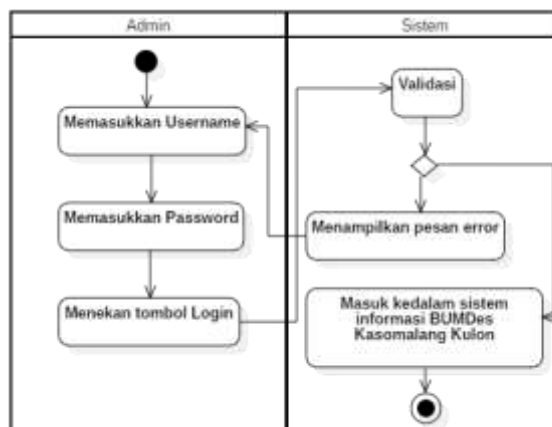 Admin
Sistem
Memasukkan Username
Memasukkan Password
Menekan tombol Login
Validasi
Menampilkan pesan error
Masuk kedalam sistem
informasi BUMDes
Kasomalang Kulon